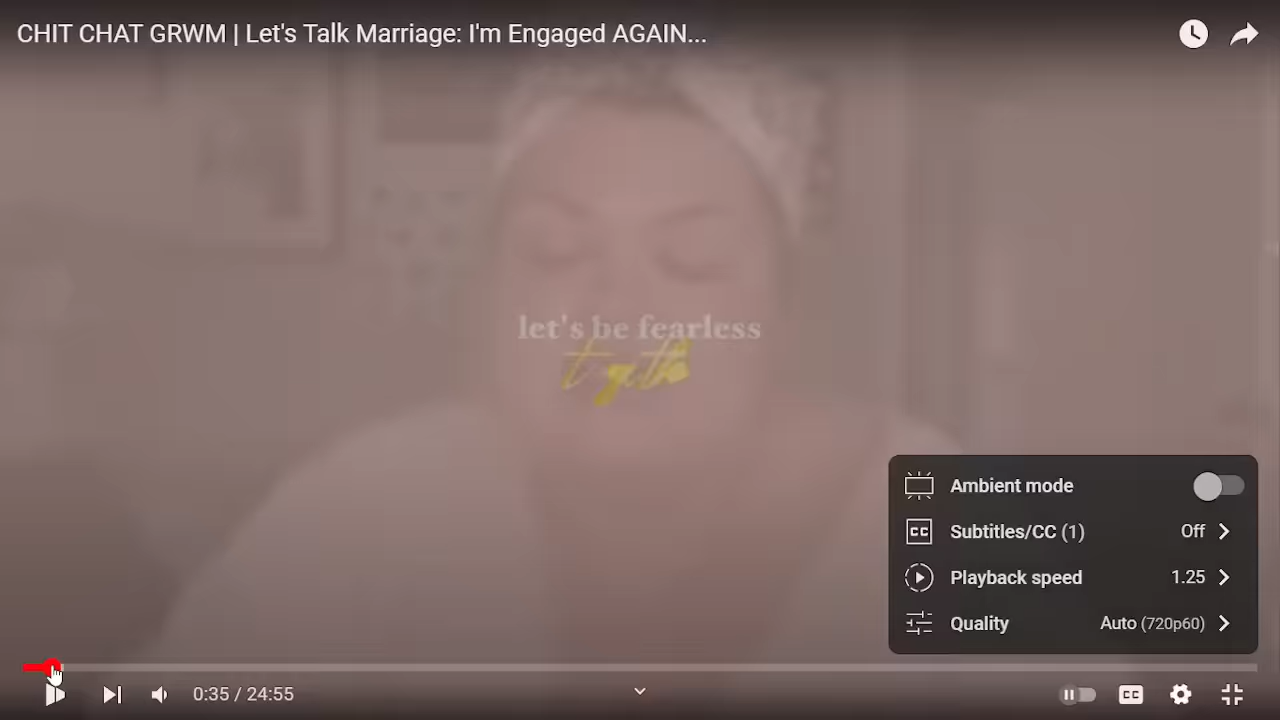 CHIT CHAT GRWM | Let's Talk Marriage: I'm Engaged AGAIN...
let's be fearless
together
Ambient mode
Subtitles/CC (1) Off
Playback speed 1.25
Quality Auto (720p60)
0:35 / 24:55
CC